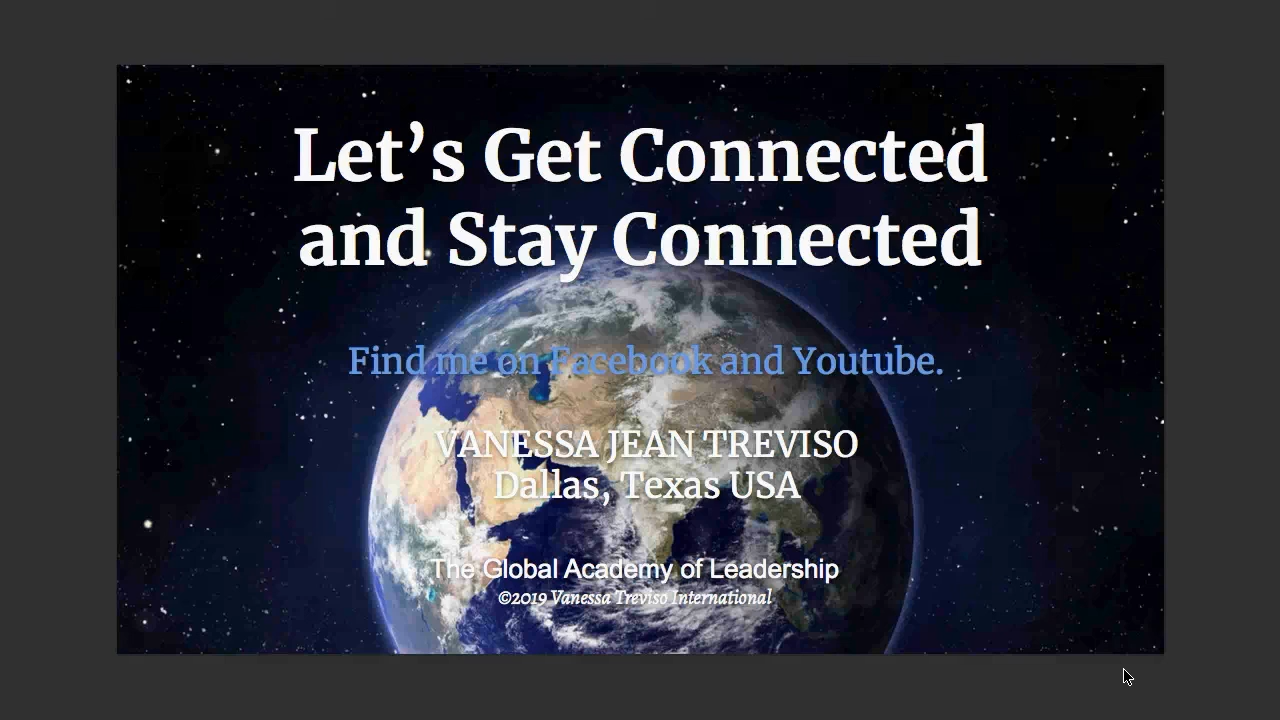 Let’s Get Connected
and Stay Connected
Find me on Facebook and Youtube.
VANESSA JEAN TREVISO
Dallas, Texas USA
The Global Academy of Leadership
©2019 Vanessa Treviso International